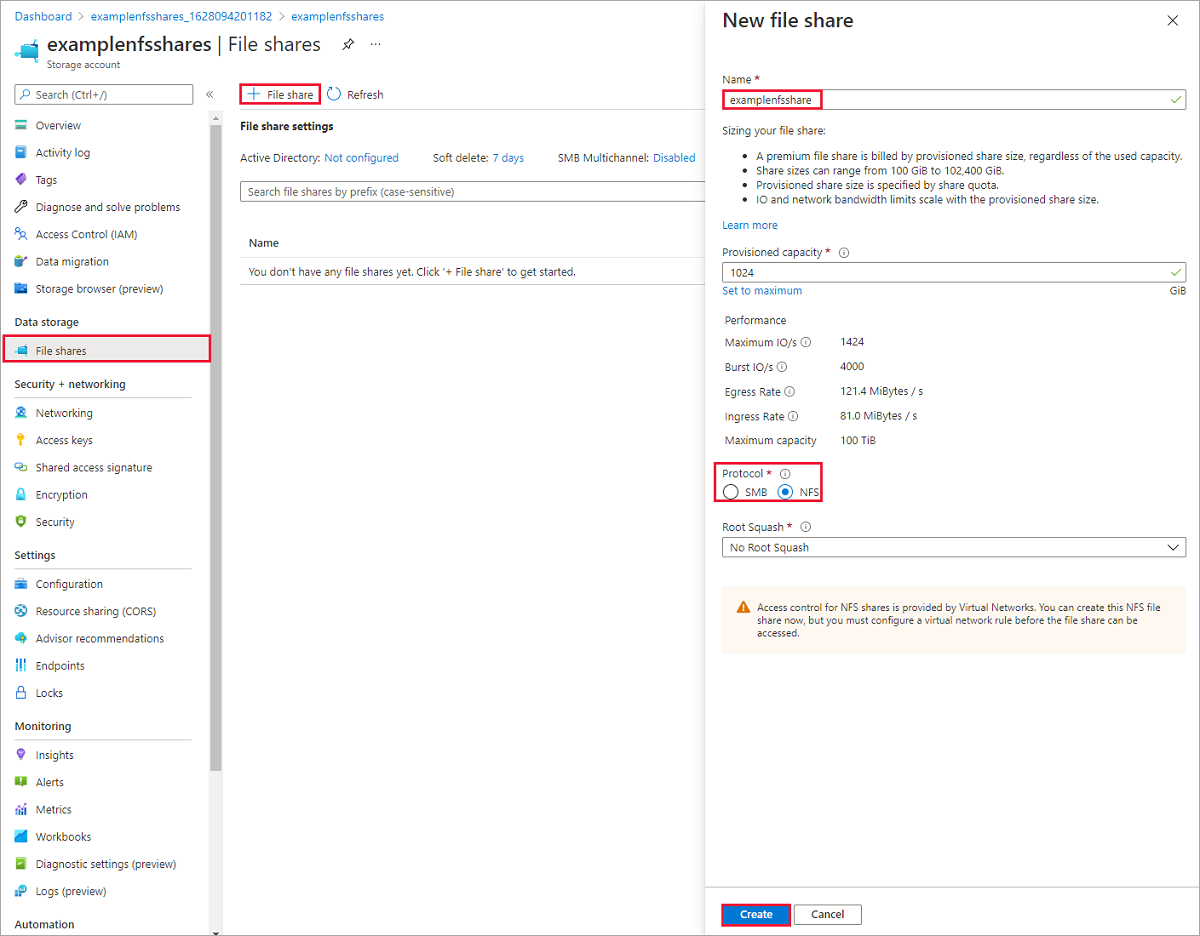 Dashboard > examplenfsshares_1628094201182 > examplenfsshares
examplenfsshares | File shares ...
Storage account
Search (Ctrl+/)
«
Overview
Activity log
Tags
Diagnose and solve problems
Access Control (IAM)
Data migration
Storage browser (preview)
Data storage
File shares
Security + networking
Networking
Access keys
Shared access signature
Encryption
Security
Settings
Configuration
Resource sharing (CORS)
Advisor recommendations
Endpoints
Locks
Monitoring
Insights
Alerts
Metrics
Workbooks
Diagnostic settings (preview)
Logs (preview)
Automation
+ File share Refresh
File share settings
Active Directory: Not configured Soft delete: 7 days SMB Multichannel: Disabled
Search file shares by prefix (case-sensitive)
Name
You don't have any file shares yet. Click '+ File share' to get started.
New file share
Name *
examplenfsshare
Sizing your file share:
• A premium file share is billed by provisioned share size, regardless of the used capacity.
• Share sizes can range from 100 GiB to 102,400 GiB.
• Provisioned share size is specified by share quota.
• IO and network bandwidth limits scale with the provisioned share size.
Learn more
Provisioned capacity *
1024
Set to maximum GiB
Performance
Maximum IO/s 1424
Burst IO/s 4000
Egress Rate 121.4 MiBytes / s
Ingress Rate 81.0 MiBytes / s
Maximum capacity 100 TiB
Protocol *
SMB NFS
Root Squash *
No Root Squash
Access control for NFS shares is provided by Virtual Networks. You can create this NFS file
share now, but you must configure a virtual network rule before the file share can be
accessed.
Create Cancel